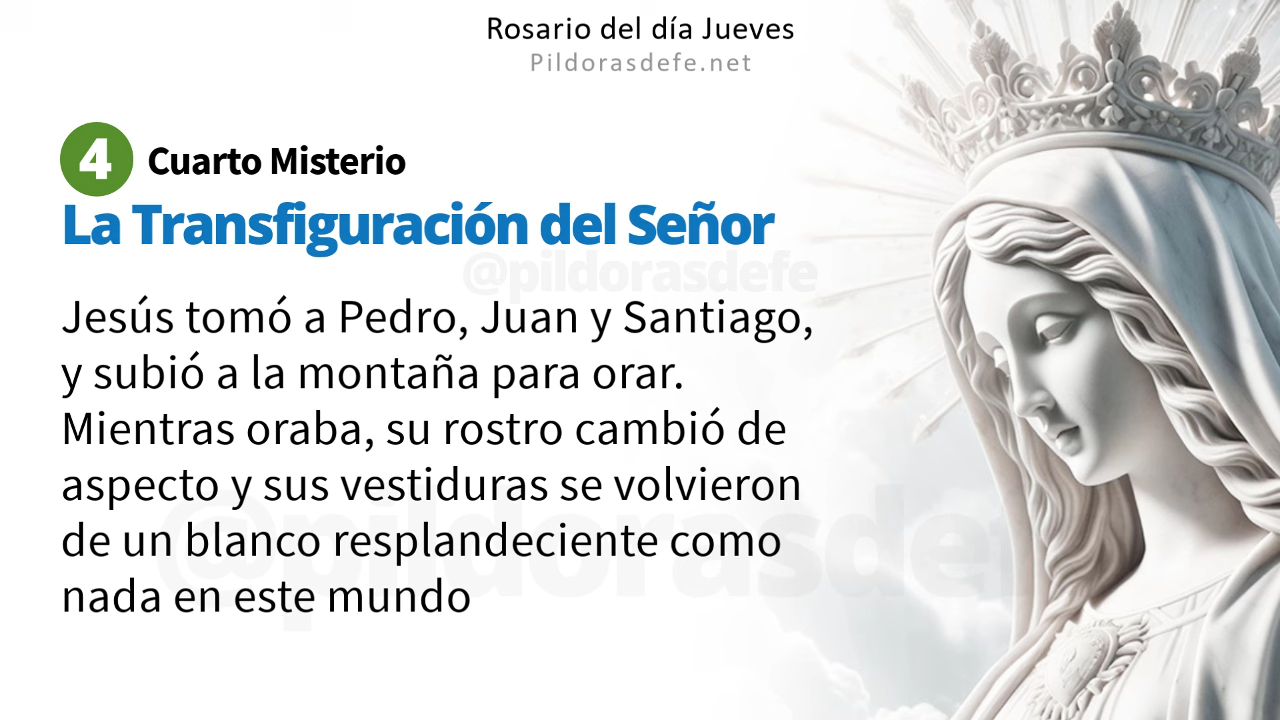 Rosario del día Jueves
Pildorasdefe.net
4 Cuarto Misterio
La Transfiguración del Señor
@pildorasdefe
Jesús tomó a Pedro, Juan y Santiago,
y subió a la montaña para orar.
Mientras oraba, su rostro cambió de
aspecto y sus vestiduras se volvieron
de un blanco resplandeciente como
nada en este mundo
@pildorasdefe